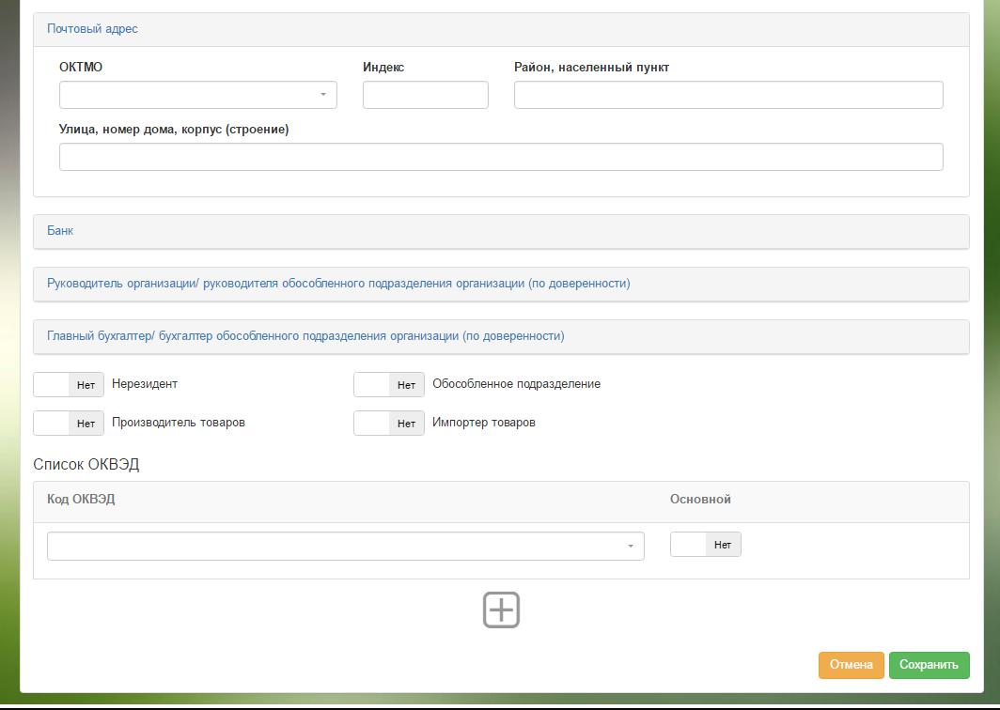 Почтовый адрес
ОКТМО Индекс Район, населенный пункт
Улица, номер дома, корпус (строение)
Банк
Руководитель организации/ руководителя обособленного подразделения организации (по доверенности)
Главный бухгалтер/ бухгалтер обособленного подразделения организации (по доверенности)
Нет Нерезидент Нет Обособленное подразделение
Нет Производитель товаров Нет Импортер товаров
Список ОКВЭД
Код ОКВЭД Основной
Нет
Отмена Сохранить